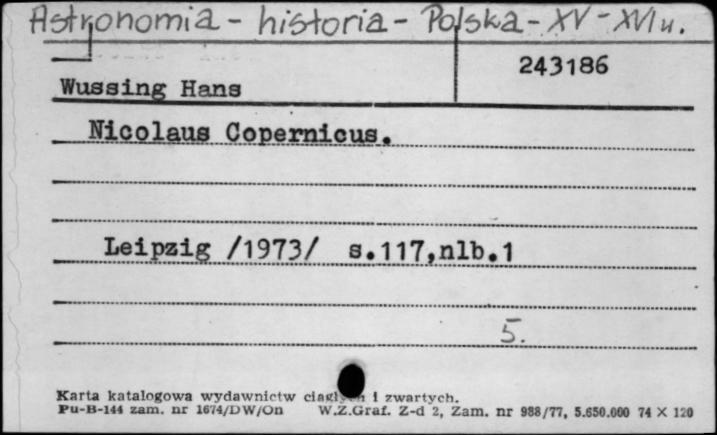 Astronomia - historia - Polska - XV - XVI w.
243186
Wussing Hans
Nicolaus Copernicus.
Leipzig /1973/ s.117,nlb.1
5.
Karta katalogowa wydawnictw ciągłych i zwartych.
Pu-B-144 zam. nr 1674/DW/On W.Z.Graf. Z-d 2, Zam. nr 988/77, 5.650.000 74 X 120